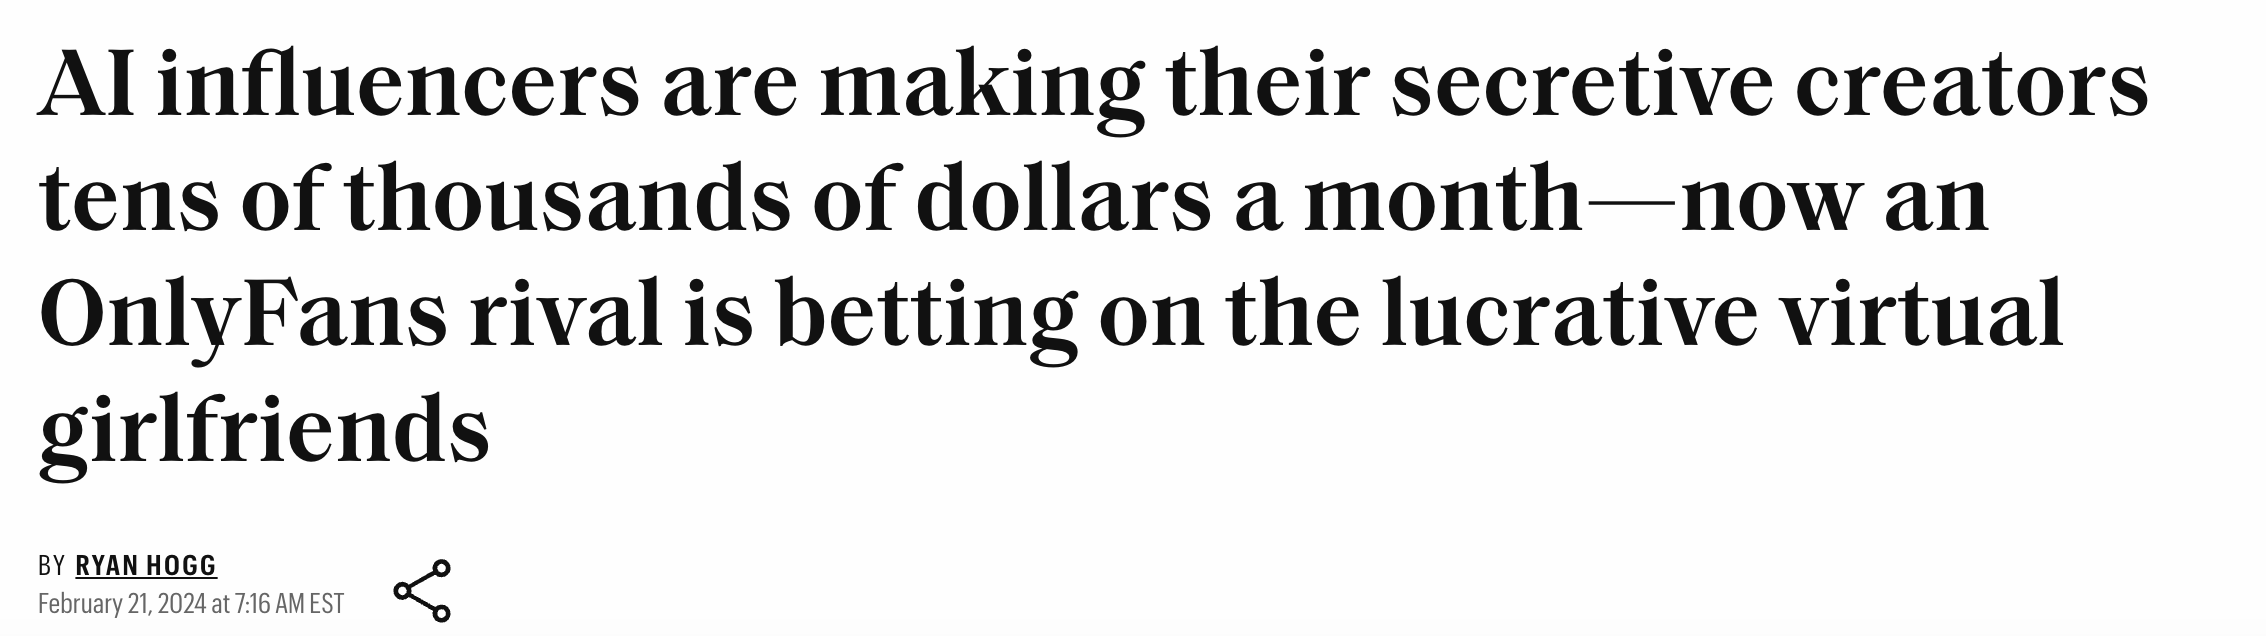 AI influencers are making their secretive creators
tens of thousands of dollars a month—now an
OnlyFans rival is betting on the lucrative virtual
girlfriends
BY RYAN HOGG
February 21, 2024 at 7:16 AM EST